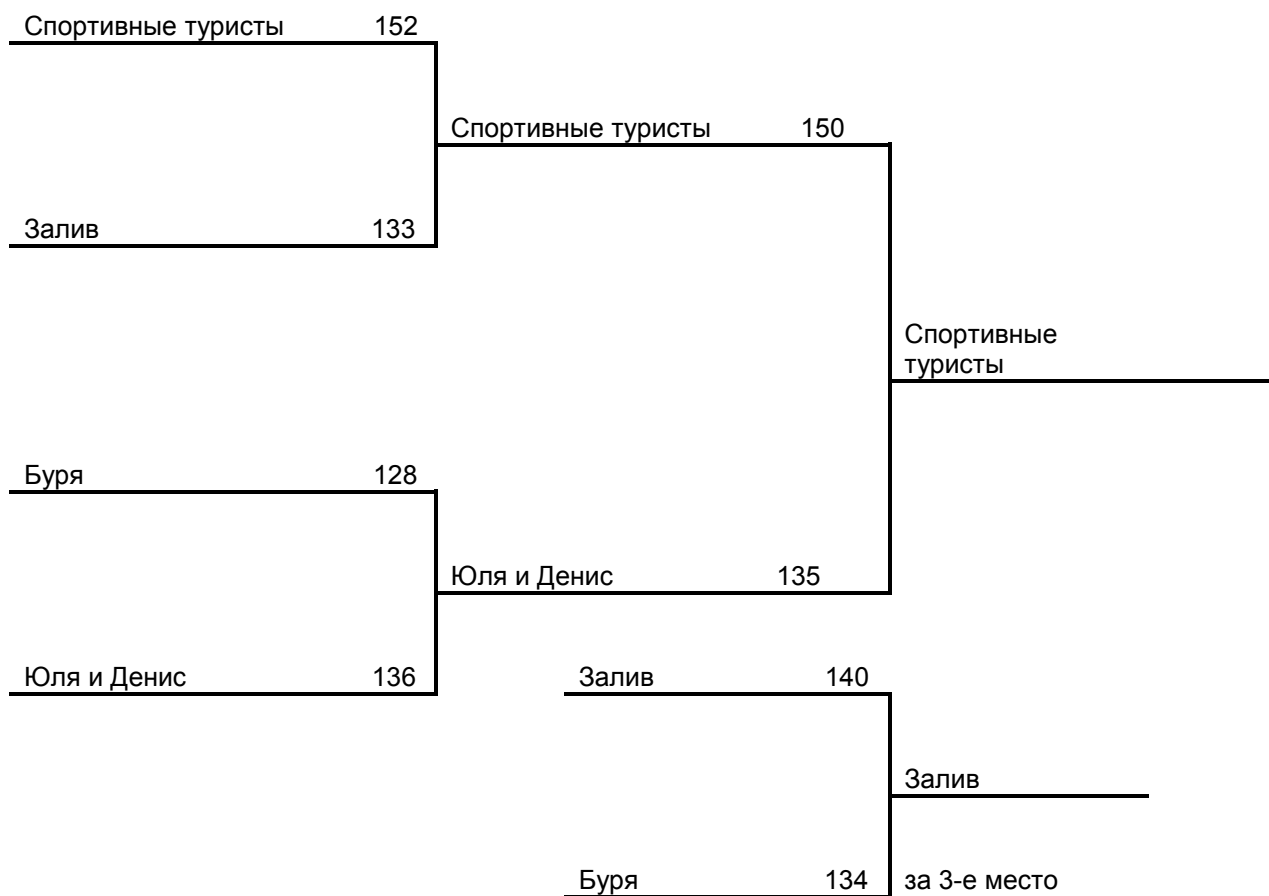 Спортивные туристы 152
Спортивные туристы 150
Залив 133
Спортивные
туристы
Буря 128
Юля и Денис 135
Юля и Денис 136
Залив 140
Залив
Буря 134
за 3-е место